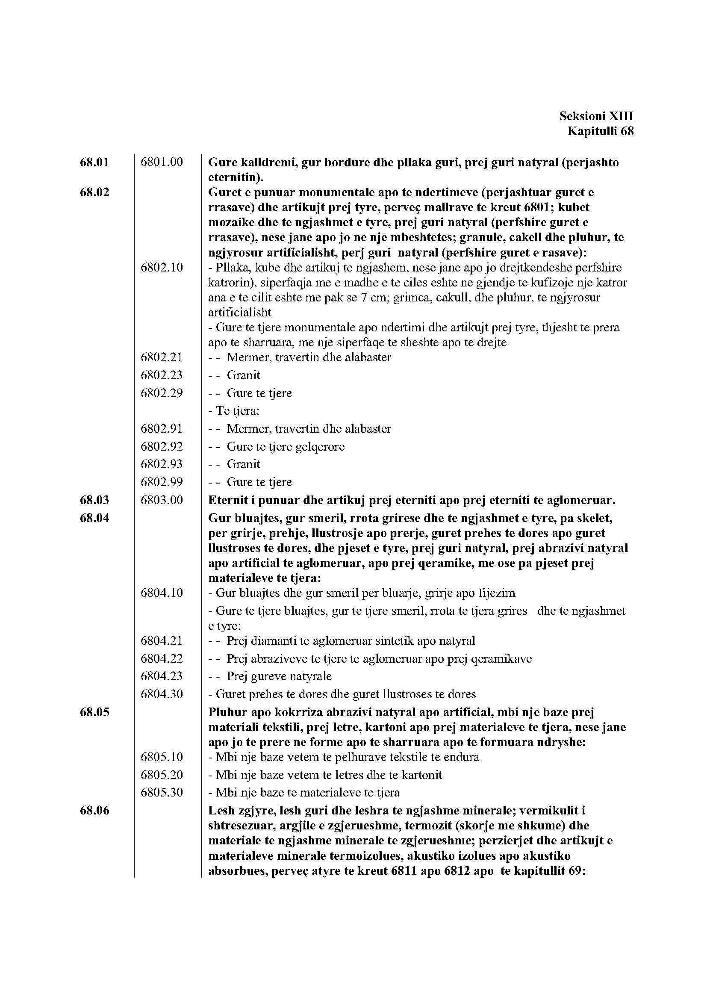 Seksioni XIII
Kapitulli 68
68.01 6801.00 Gure kalldremi, gur bordure dhe pllaka guri, prej guri natyral (perjashto
eternitin).
68.02 Guret e punuar monumentale apo te ndertimeve (perjashtuar guret e
rrasave) dhe artikujt prej tyre, perveç mallrave te kreut 6801; kubet
mozaike dhe te ngjashmet e tyre, prej guri natyral (perfshire guret e
rrasave), nese jane apo jo ne nje mbeshtetes; granule, cakell dhe pluhur, te
ngjyrosur artificialisht, perj guri  natyral (perfshire guret e rasave):
6802.10 - Pllaka, kube dhe artikuj te ngjashem, nese jane apo jo drejtkendeshe perfshire
katrorin), siperfaqja me e madhe e te ciles eshte ne gjendje te kufizoje nje katror
ana e te cilit eshte me pak se 7 cm; grimca, cakull, dhe pluhur, te ngjyrosur
artificialisht
- Gure te tjere monumentale apo ndertimi dhe artikujt prej tyre, thjesht te prera
apo te sharruara, me nje siperfaqe te sheshte apo te drejte
6802.21 - -  Mermer, travertin dhe alabaster
6802.23 - -  Granit
6802.29 - -  Gure te tjere
- Te tjera:
6802.91 - -  Mermer, travertin dhe alabaster
6802.92 - -  Gure te tjere gelqerore
6802.93 - -  Granit
6802.99 - -  Gure te tjere
68.03 6803.00 Eternit i punuar dhe artikuj prej eterniti apo prej eterniti te aglomeruar.
68.04 Gur bluajtes, gur smeril, rrota grirese dhe te ngjashmet e tyre, pa skelet,
per grirje, prehje, llustrosje apo prerje, guret prehes te dores apo guret
llustroses te dores, dhe pjeset e tyre, prej guri natyral, prej abrazivi natyral
apo artificial te aglomeruar, apo prej qeramike, me ose pa pjeset prej
materialeve te tjera:
6804.10 - Gur bluajtes dhe gur smeril per bluarje, grirje apo fijezim
- Gure te tjere bluajtes, gur te tjere smeril, rrota te tjera grires   dhe te ngjashmet
e tyre:
6804.21 - -  Prej diamanti te aglomeruar sintetik apo natyral
6804.22 - -  Prej abraziveve te tjere te aglomeruar apo prej qeramikave
6804.23 - -  Prej gureve natyrale
6804.30 - Guret prehes te dores dhe guret llustroses te dores
68.05 Pluhur apo kokrriza abrazivi natyral apo artificial, mbi nje baze prej
materiali tekstili, prej letre, kartoni apo prej materialeve te tjera, nese jane
apo jo te prere ne forme apo te sharruara apo te formuara ndryshe:
6805.10 - Mbi nje baze vetem te pelhurave tekstile te endura
6805.20 - Mbi nje baze vetem te letres dhe te kartonit
6805.30 - Mbi nje baze te materialeve te tjera
68.06 Lesh zgjyre, lesh guri dhe leshra te ngjashme minerale; vermikulit i
shtresezuar, argjile e zgjerueshme, termozit (skorje me shkume) dhe
materiale te ngjashme minerale te zgjerueshme; perzierjet dhe artikujt e
materialeve minerale termoizolues, akustiko izolues apo akustiko
absorbues, perveç atyre te kreut 6811 apo 6812 apo  te kapitullit 69: